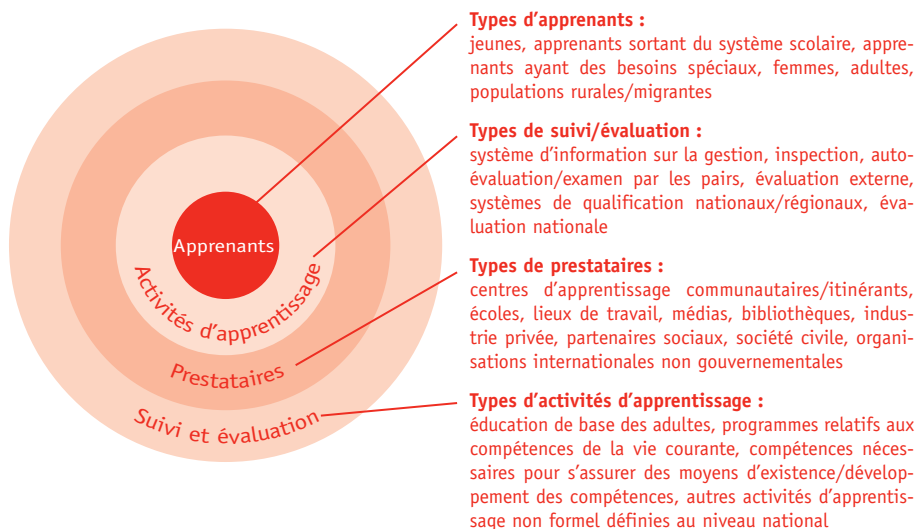 Apprenants
Activités d'apprentissage
Prestataires
Suivi et évaluation
Types d'apprenants :
jeunes, apprenants sortant du système scolaire, appre-
nants ayant des besoins spéciaux, femmes, adultes,
populations rurales/migrantes
Types de suivi/évaluation :
système d'information sur la gestion, inspection, auto-
évaluation/examen par les pairs, évaluation externe,
systèmes de qualification nationaux/régionaux, éva-
luation nationale
Types de prestataires :
centres d'apprentissage communautaires/itinérants,
écoles, lieux de travail, médias, bibliothèques, indus-
trie privée, partenaires sociaux, société civile, organi-
sations internationales non gouvernementales
Types d'activités d'apprentissage :
éducation de base des adultes, programmes relatifs aux
compétences de la vie courante, compétences néces-
saires pour s'assurer des moyens d'existence/dévelop-
pement des compétences, autres activités d'apprentis-
sage non formel définies au niveau national